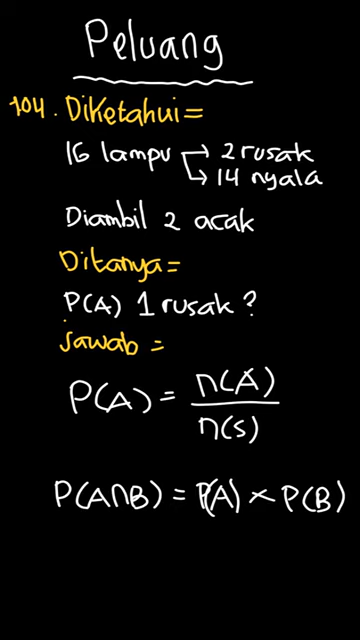 Peluang
104. Diketahui =
16 lampu → 2 rusak
→ 14 nyala
Diambil 2 acak
Ditanya =
P(A) 1 rusak ?
jawab =
P(A) = n(A)
n(s)
P(A∩B) = P(A) × P(B)